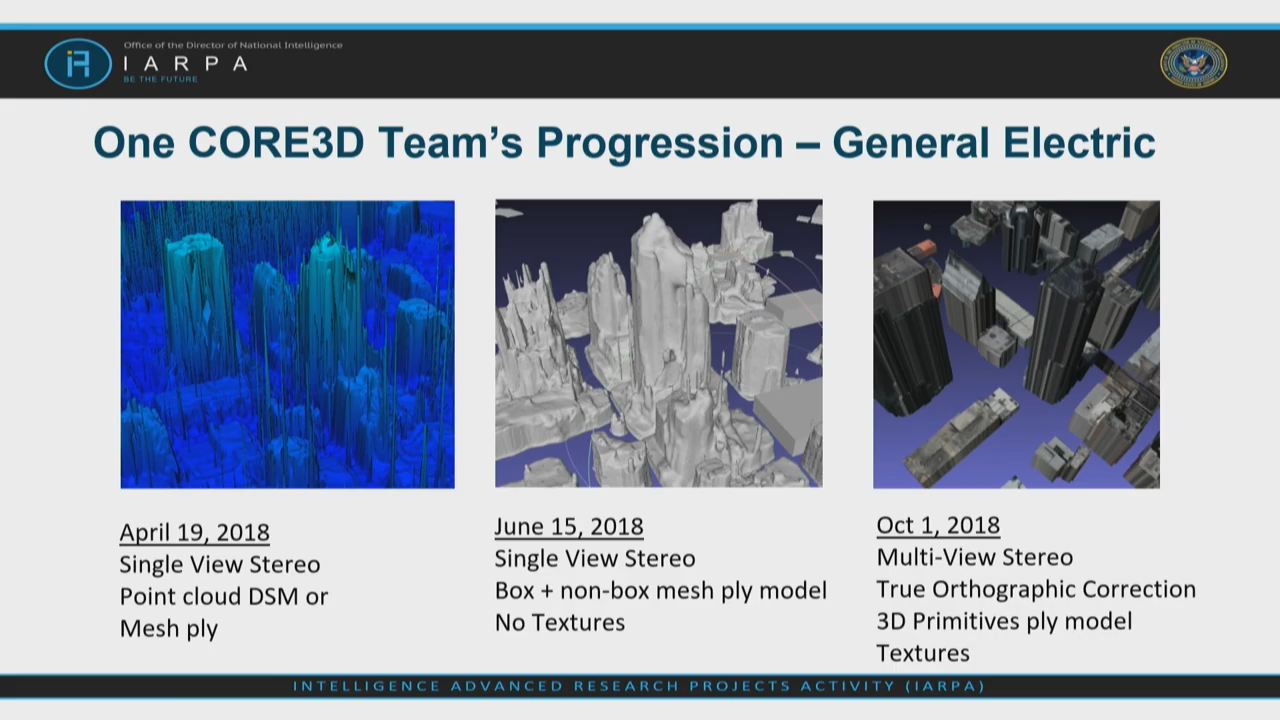 Office of the Director of National Intelligence
IARPA
BE THE FUTURE
One CORE3D Team's Progression – General Electric
April 19, 2018
Single View Stereo
Point cloud DSM or
Mesh ply
June 15, 2018
Single View Stereo
Box + non-box mesh ply model
No Textures
Oct 1, 2018
Multi-View Stereo
True Orthographic Correction
3D Primitives ply model
Textures
INTELLIGENCE ADVANCED RESEARCH PROJECTS ACTIVITY (IARPA)